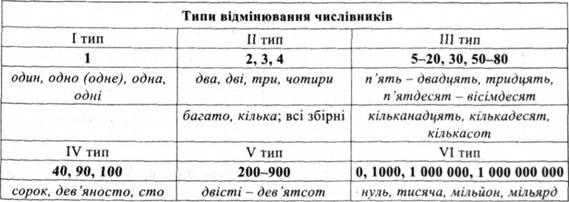 Типи відмінювання числівників
І тип ІІ тип ІІІ тип
1 2, 3, 4 5–20, 30, 50–80
один, одно (одне), одна, два, дві, три, чотири п'ять – двадцять, тридцять,
одні п'ятдесят – вісімдесят
багато, кілька; всі збірні кільканадцять, кількадесят,
кількасот
IV тип V тип VI тип
40, 90, 100 200–900 0, 1000, 1 000 000, 1 000 000 000
сорок, дев'яносто, сто двісті – дев'ятсот нуль, тисяча, мільйон, мільярд